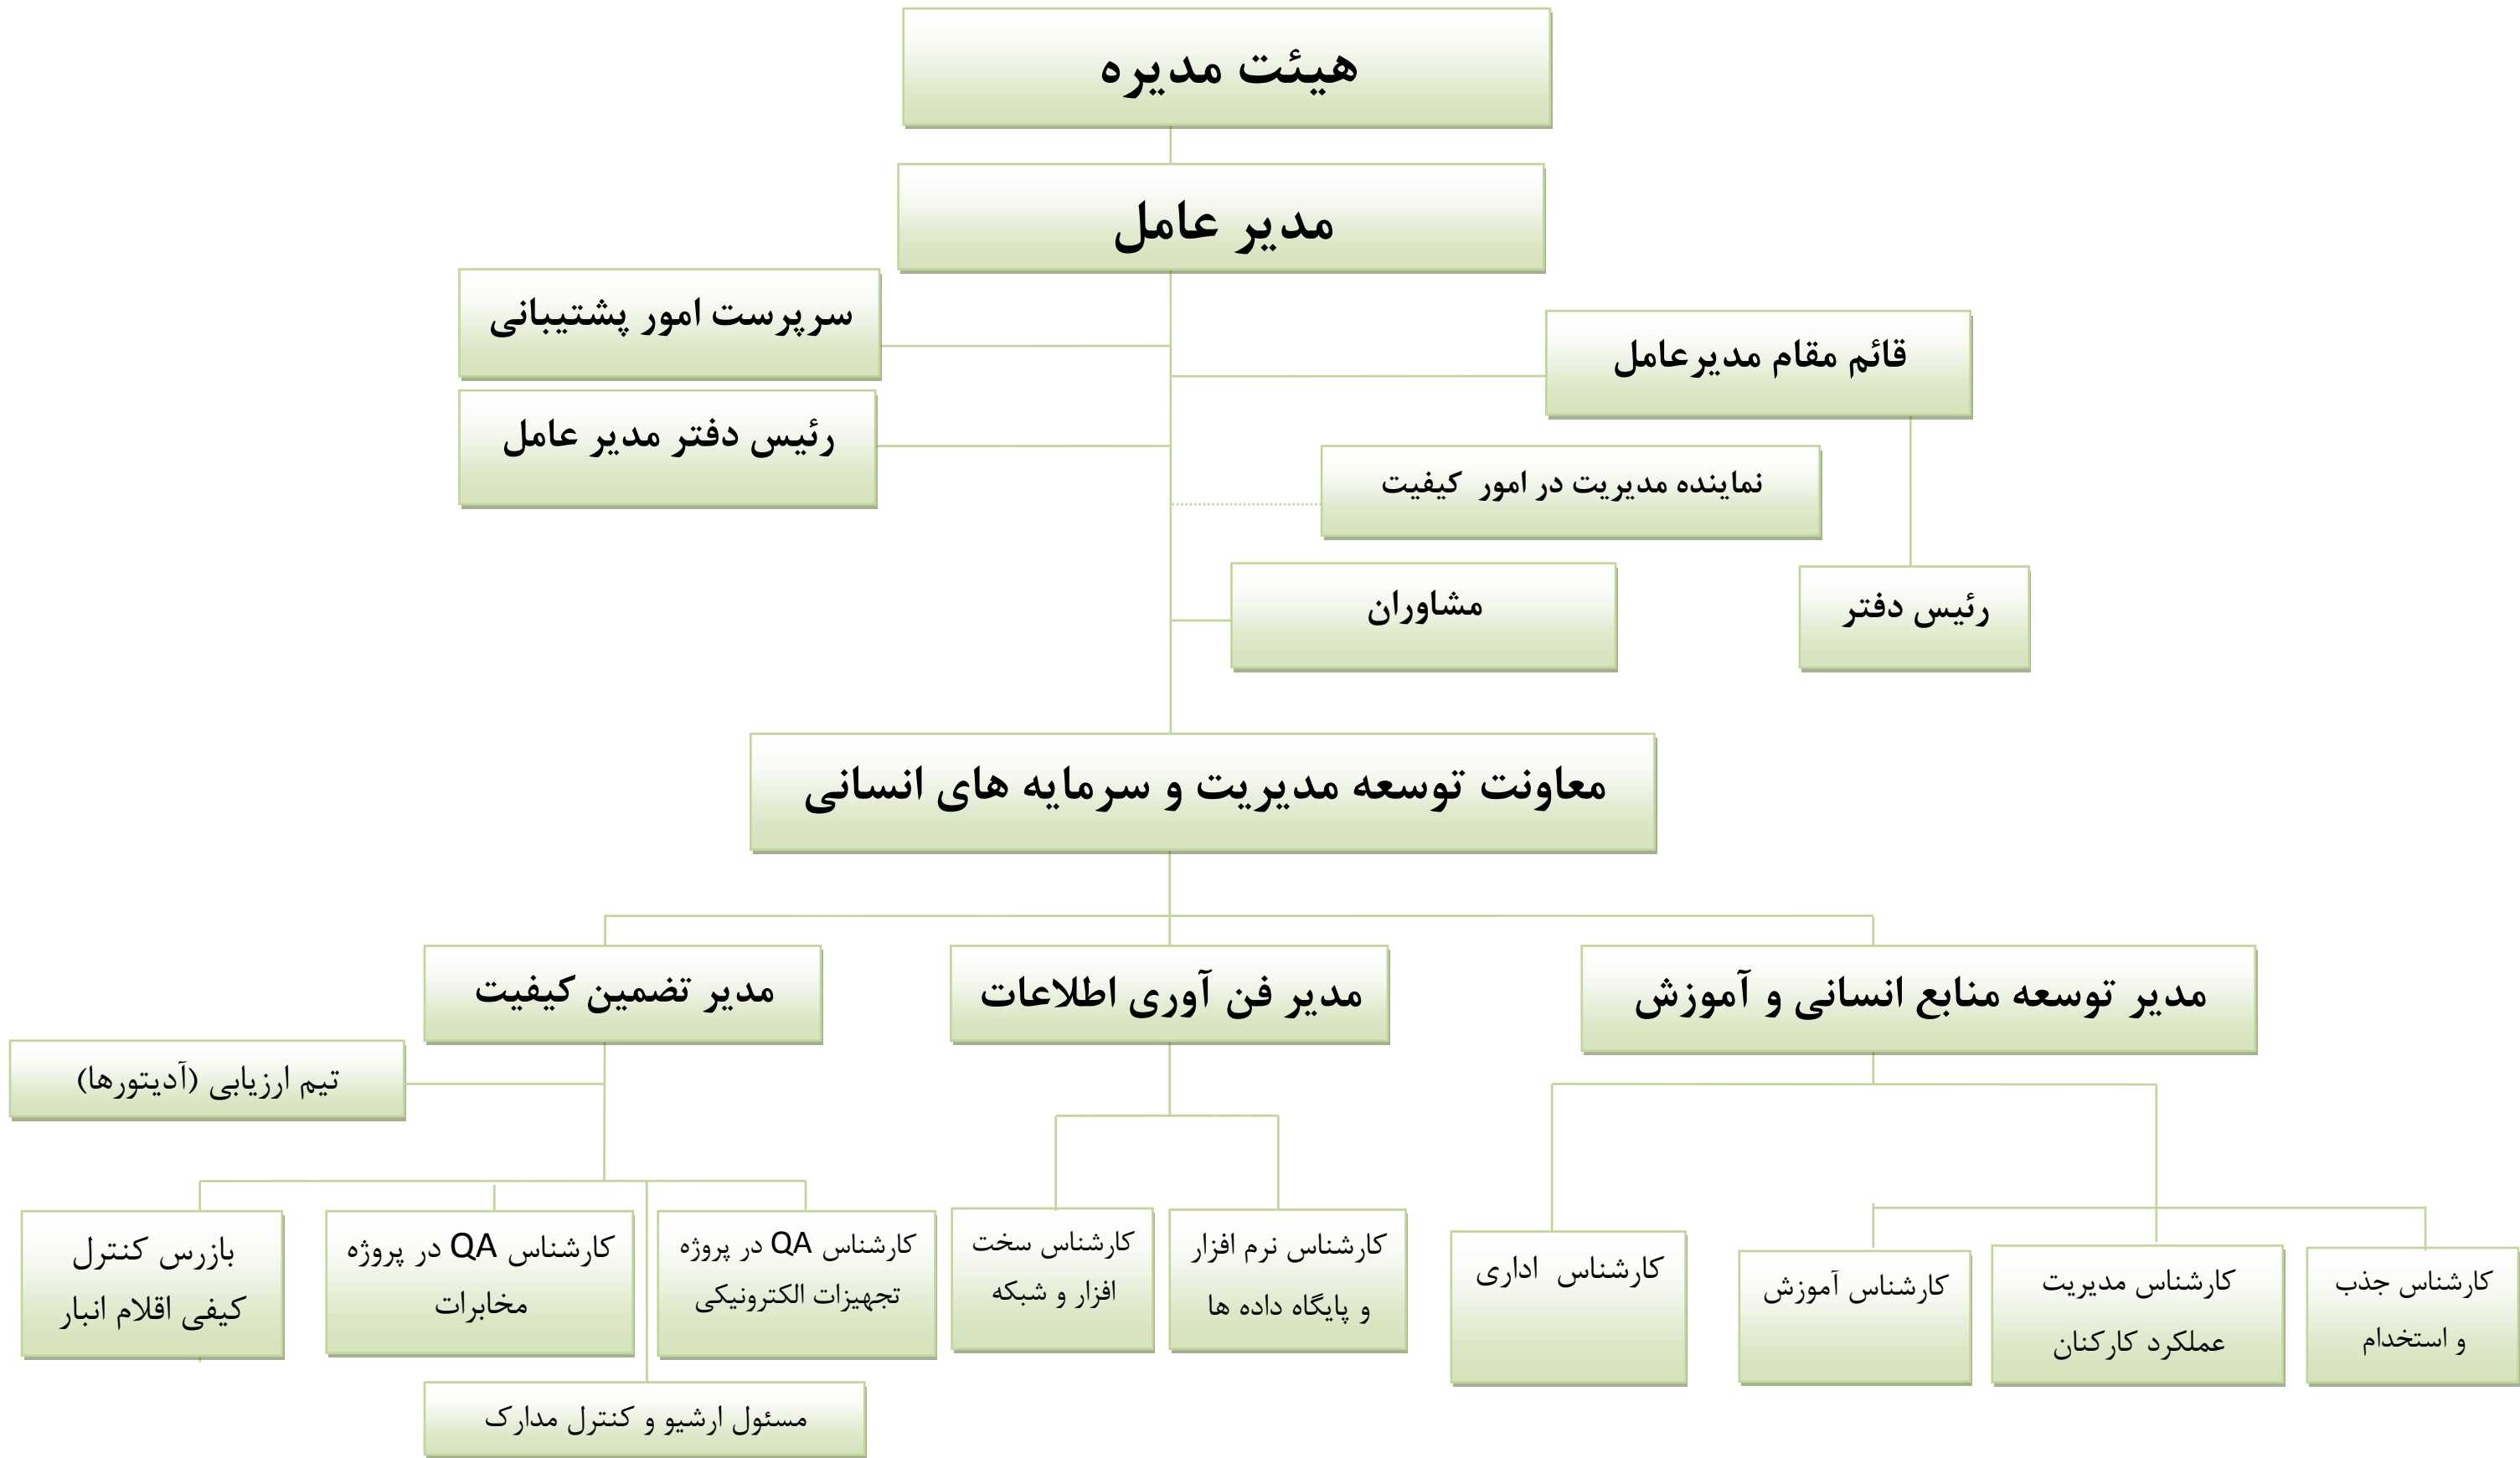 هیئت مدیره
مدیر عامل
سرپرست امور پشتیبانی
قائم مقام مدیرعامل
رئیس دفتر مدیر عامل
نماینده مدیریت در امور کیفیت
مشاوران
رئیس دفتر
معاونت توسعه مدیریت و سرمایه های انسانی
مدیر توسعه منابع انسانی و آموزش
مدیر فن آوری اطلاعات
مدیر تضمین کیفیت
تیم ارزیابی (آدیتورها)
کارشناس جذب
و استخدام
کارشناس مدیریت
عملکرد کارکنان
کارشناس آموزش
کارشناس اداری
کارشناس نرم افزار
و پایگاه داده ها
کارشناس سخت
افزار و شبکه
کارشناس QA در پروژه
تجهیزات الکترونیکی
کارشناس QA در پروژه
مخابرات
بازرس کنترل
کیفی اقلام انبار
مسئول ارشیو و کنترل مدارک